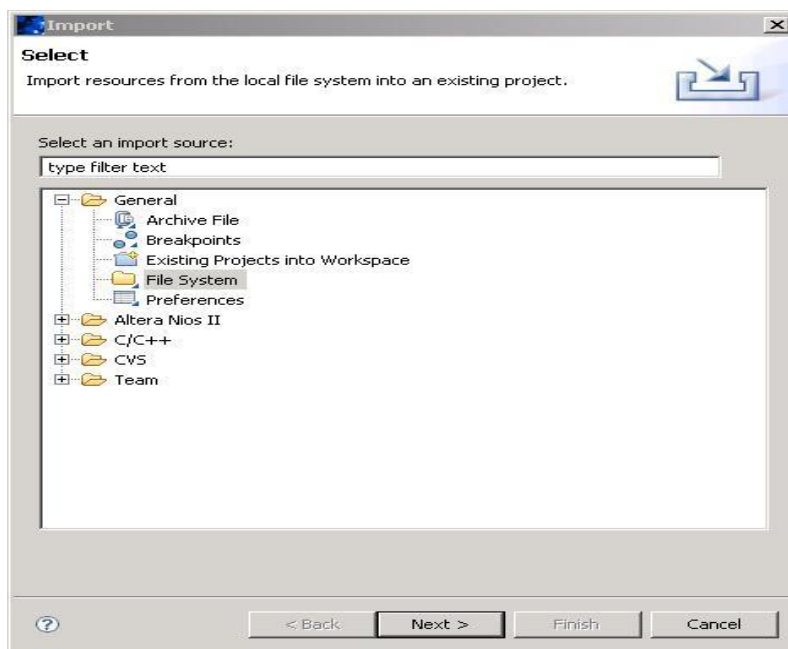 Import
Select
Import resources from the local file system into an existing project.
Select an import source:
type filter text
General
Archive File
Breakpoints
Existing Projects into Workspace
File System
Preferences
Altera Nios II
C/C++
CVS
Team
< Back
Next >
Finish
Cancel